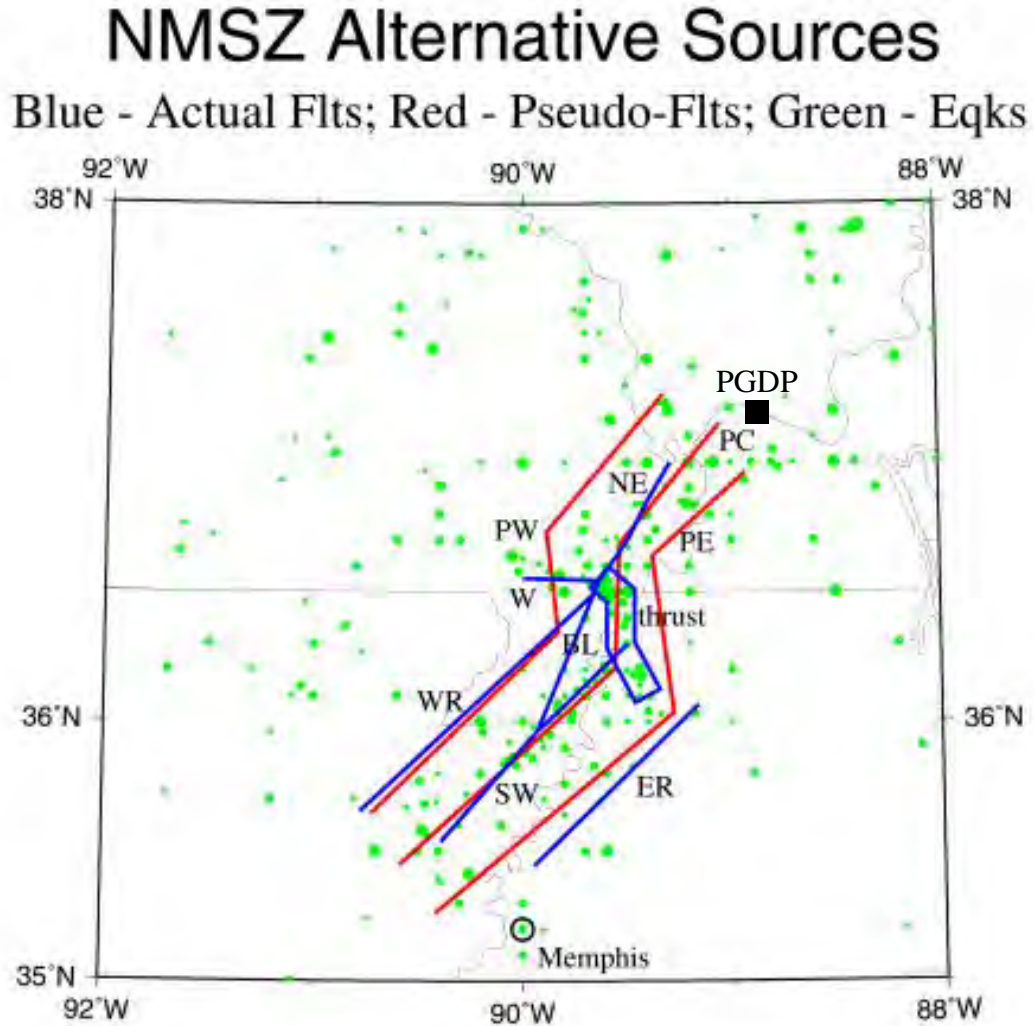 NMSZ Alternative Sources
Blue - Actual Flts; Red - Pseudo-Flts; Green - Eqks
92˚W 90˚W 88˚W
38˚N 38˚N
PGDP
PC
NE
PW
PE
W
thrust
BL
WR
36˚N 36˚N
SW
ER
Memphis
35˚N
92˚W 90˚W 88˚W